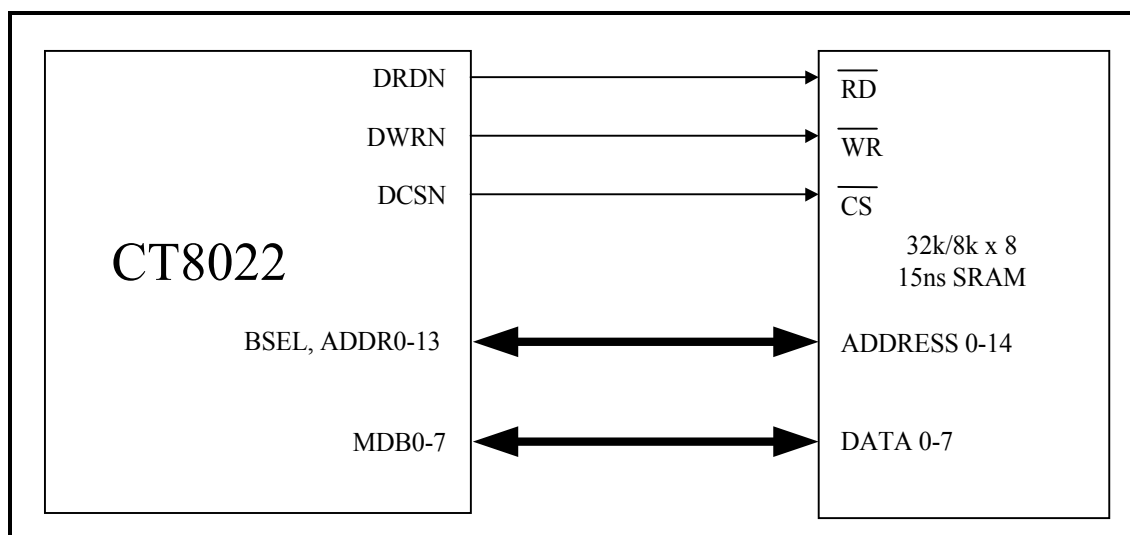 DRDN
DWRN
DCSN
CT8022
BSEL, ADDR0-13
MDB0-7
RD
WR
CS
32k/8k x 8
15ns SRAM
ADDRESS 0-14
DATA 0-7